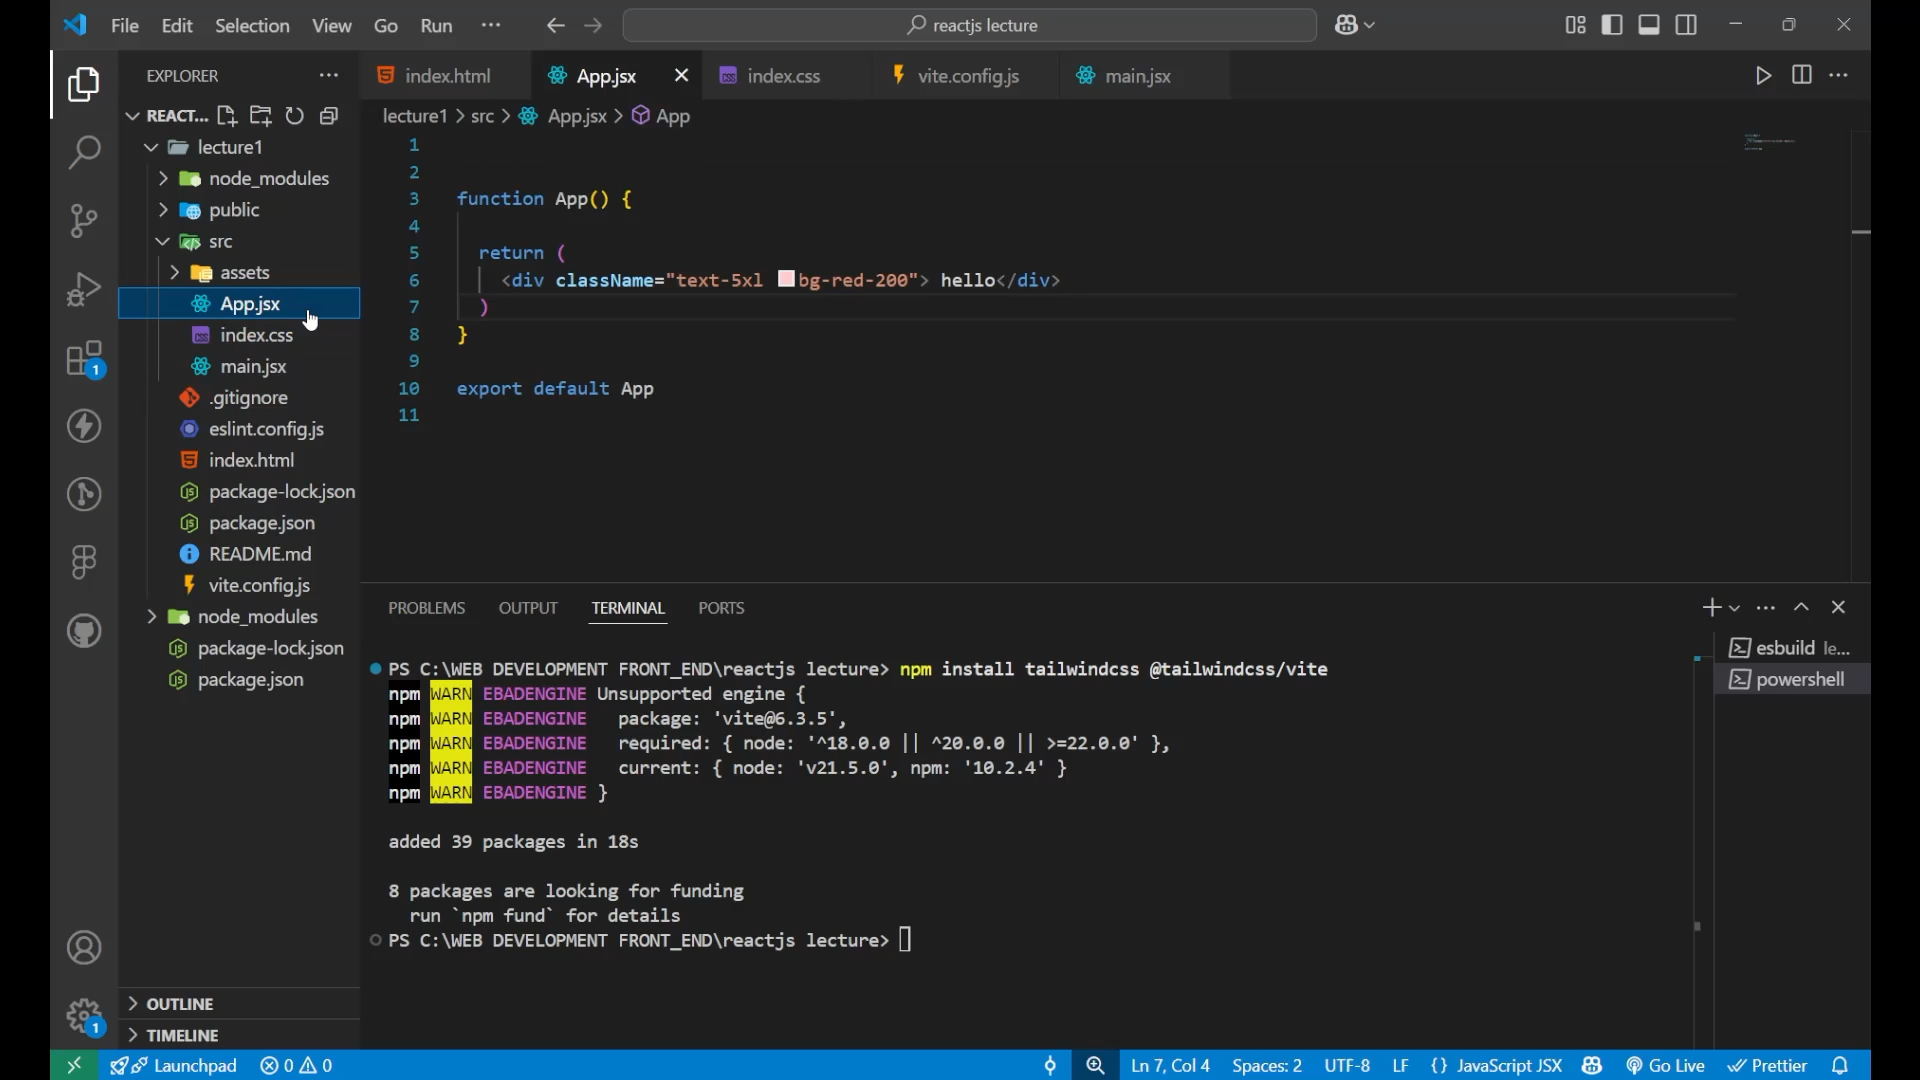 File Edit Selection View Go Run ··· reactjs lecture
EXPLORER ···
index.html App.jsx index.css vite.config.js main.jsx
REACT...
lecture1 > src > App.jsx > App
lecture1
node_modules
public
src
assets
App.jsx
index.css
main.jsx
.gitignore
eslint.config.js
index.html
package-lock.json
package.json
README.md
vite.config.js
node_modules
package-lock.json
package.json
OUTLINE
TIMELINE
1
1
1
2
3 function App() {
4
5 return (
6 <div className="text-5xl bg-red-200"> hello</div>
7 )
8 }
9
10 export default App
11
PROBLEMS OUTPUT TERMINAL PORTS
PS C:\WEB DEVELOPMENT FRONT_END\reactjs lecture> npm install tailwindcss @tailwindcss/vite
npm WARN EBADENGINE Unsupported engine {
npm WARN EBADENGINE   package: 'vite@6.3.5',
npm WARN EBADENGINE   required: { node: '^18.0.0 || ^20.0.0 || >=22.0.0' },
npm WARN EBADENGINE   current: { node: 'v21.5.0', npm: '10.2.4' }
npm WARN EBADENGINE }
added 39 packages in 18s
8 packages are looking for funding
run `npm fund` for details
PS C:\WEB DEVELOPMENT FRONT_END\reactjs lecture>
esbuild le...
powershell
Launchpad 0 0 Ln 7, Col 4 Spaces: 2 UTF-8 LF {} JavaScript JSX Go Live Prettier